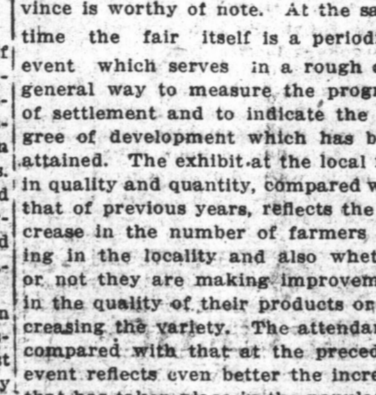 vince is worthy of note. At the sa
time the fair itself is a period
event which serves in a rough
general way to measure the progr
of settlement and to indicate the
gree of development which has b
attained. The exhibit at the local
in quality and quantity, compared w
that of previous years, reflects the
crease in the number of farmers
ing in the locality and also whet
or not they are making improvem
in the quality of their products or
creasing the variety. The attendan
compared with that at the preced
event reflects even better the incre